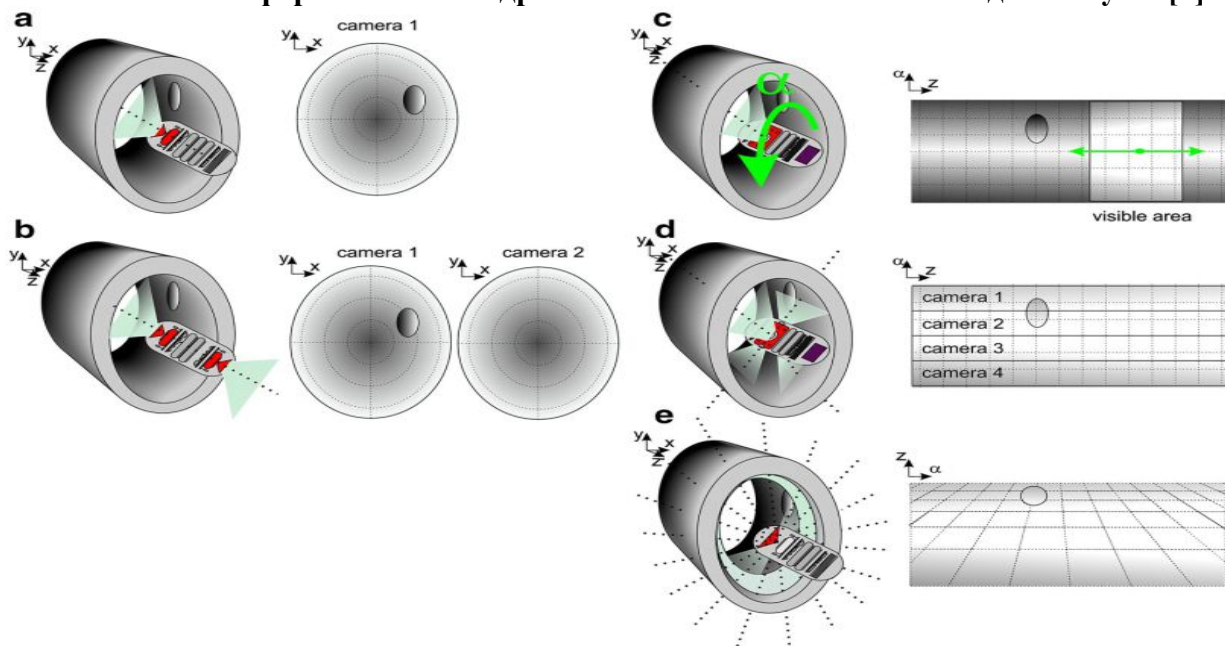 a
camera 1
y x
z
y x
b
camera 1
camera 2
y x
z
y x
y x
c
y x
z
α
α z
visible area
d
y x
z
α z
camera 1
camera 2
camera 3
camera 4
e
y x
z
z α